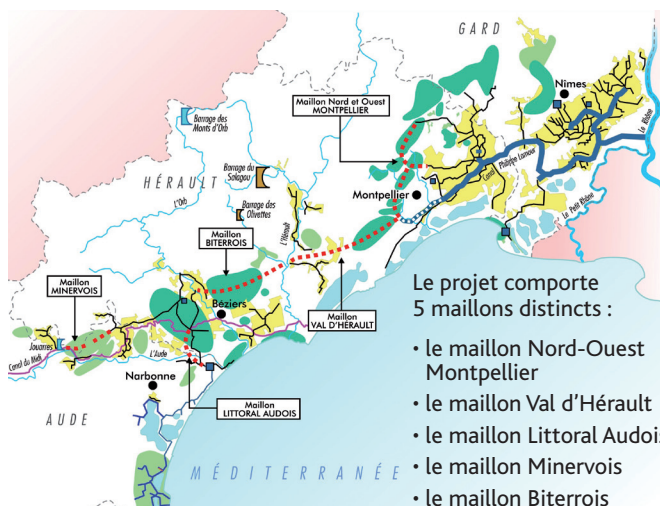 GARD
Nîmes
Maillon Nord et Ouest
MONTPELLIER
Barrage des
Monts d'Orb
Le Rhône
Canal Philippe Lamour
Barrage du
Salagou
HÉRAULT
Montpellier
Le Petit Rhône
L'Orb
Barrage des
Olivettes
L'Hérault
Maillon
BITERROIS
Maillon
MINERVOIS
Maillon
VAL D'HÉRAULT
Béziers
Jouarres
Canal du Midi
L'Aude
Narbonne
Maillon
LITTORAL AUDOIS
AUDE
MÉDITERRANÉE
Le projet comporte
5 maillons distincts :
• le maillon Nord-Ouest
Montpellier
• le maillon Val d'Hérault
• le maillon Littoral Audois
• le maillon Minervois
• le maillon Biterrois